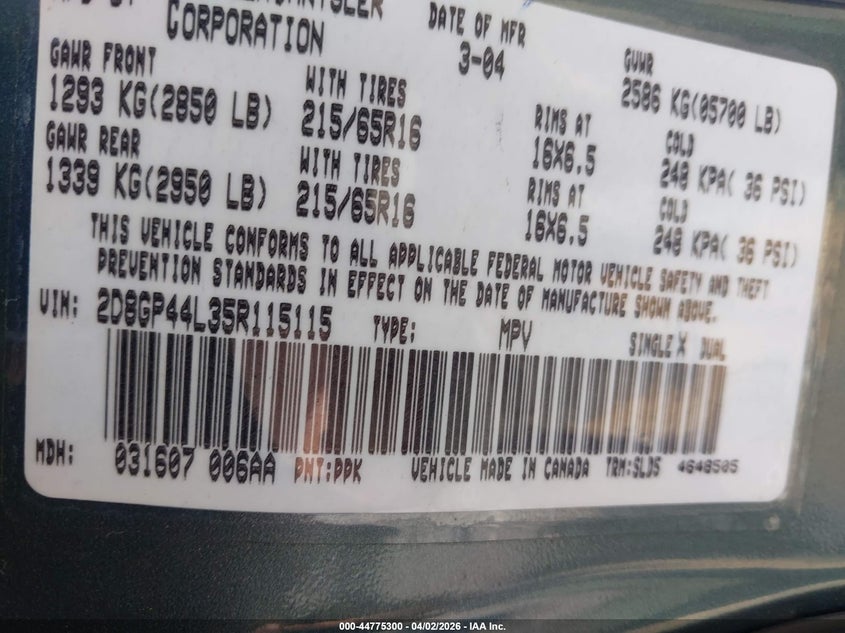 CORPORATION
DATE OF MFR
3-04
GVWR
2586 KG(05700 LB)
GAWR FRONT
1293 KG(2850 LB)
WITH TIRES
215/65R16
RIMS AT
16X6.5
COLD
248 KPA( 36 PSI)
GAWR REAR
1339 KG(2950 LB)
WITH TIRES
215/65R16
RIMS AT
16X6.5
COLD
248 KPA( 36 PSI)
THIS VEHICLE CONFORMS TO ALL APPLICABLE FEDERAL MOTOR VEHICLE SAFETY AND THEFT
PREVENTION STANDARDS IN EFFECT ON THE DATE OF MANUFACTURE SHOWN ABOVE.
VIN: 2D8GP44L35R115115 TYPE: MPV SINGLE X DUAL
MDH: 031607 006AA PNT:PPK VEHICLE MADE IN CANADA TRM:SLD5 4648505
000-44775300 - 04/02/2026 - IAA Inc.